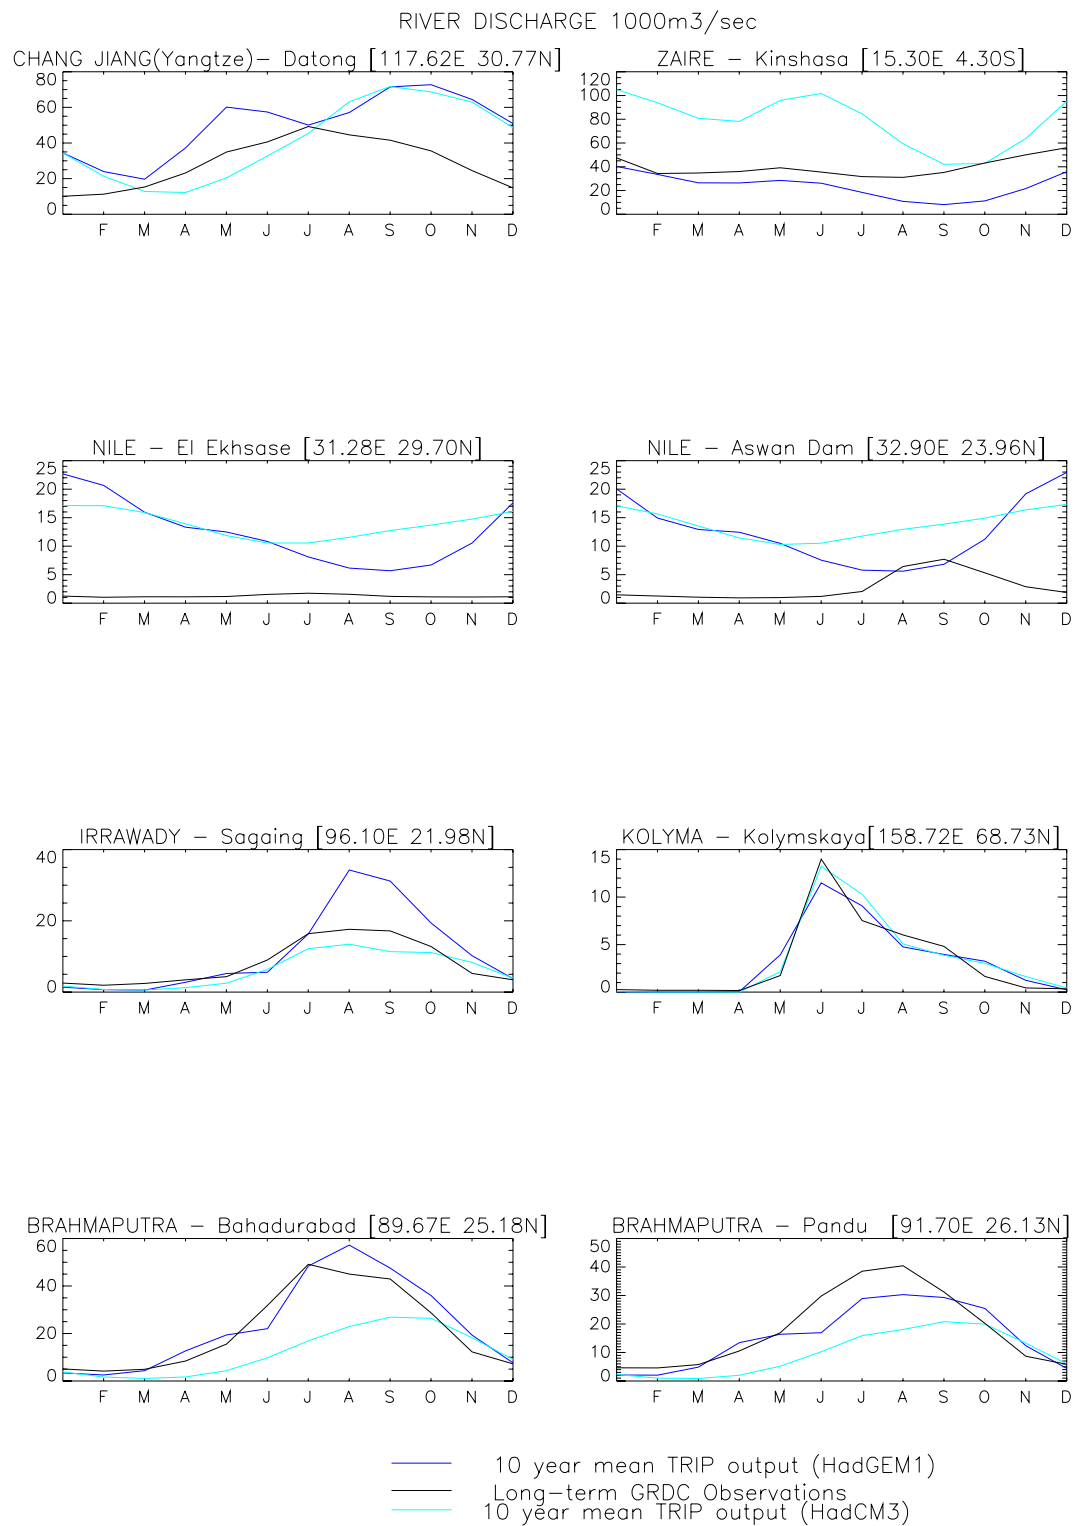 RIVER DISCHARGE 1000m3/sec
CHANG JIANG(Yangtze)- Datong [117.62E 30.77N]
80
60
40
20
0
F M A M J J A S O N D
ZAIRE - Kinshasa [15.30E 4.30S]
120
100
80
60
40
20
0
F M A M J J A S O N D
NILE - El Ekhsase [31.28E 29.70N]
25
20
15
10
5
0
F M A M J J A S O N D
NILE - Aswan Dam [32.90E 23.96N]
25
20
15
10
5
0
F M A M J J A S O N D
IRRAWADY - Sagaing [96.10E 21.98N]
40
20
0
F M A M J J A S O N D
KOLYMA - Kolymskaya[158.72E 68.73N]
15
10
5
0
F M A M J J A S O N D
BRAHMAPUTRA - Bahadurabad [89.67E 25.18N]
60
40
20
0
F M A M J J A S O N D
BRAHMAPUTRA - Pandu [91.70E 26.13N]
50
40
30
20
10
0
F M A M J J A S O N D
10 year mean TRIP output (HadGEM1)
Long-term GRDC Observations
10 year mean TRIP output (HadCM3)